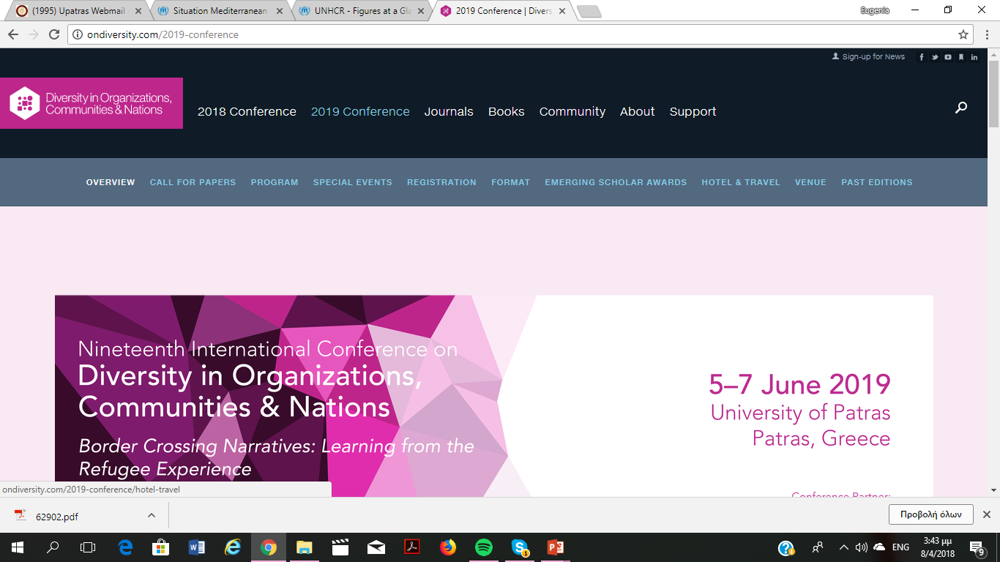 (1995) Upatras Webmail
Situation Mediterranean
UNHCR - Figures at a Gla
2019 Conference | Divers
Eugenia
ondiversity.com/2019-conference
Sign-up for News
Diversity in Organizations,
Communities & Nations
2018 Conference 2019 Conference Journals Books Community About Support
OVERVIEW CALL FOR PAPERS PROGRAM SPECIAL EVENTS REGISTRATION FORMAT EMERGING SCHOLAR AWARDS HOTEL & TRAVEL VENUE PAST EDITIONS
Nineteenth International Conference on
Diversity in Organizations,
Communities & Nations
Border Crossing Narratives: Learning from the
Refugee Experience
5–7 June 2019
University of Patras
Patras, Greece
Conference Partner:
ondiversity.com/2019-conference/hotel-travel
62902.pdf
Προβολή όλων
ENG
3:43 μμ
8/4/2018
9
1